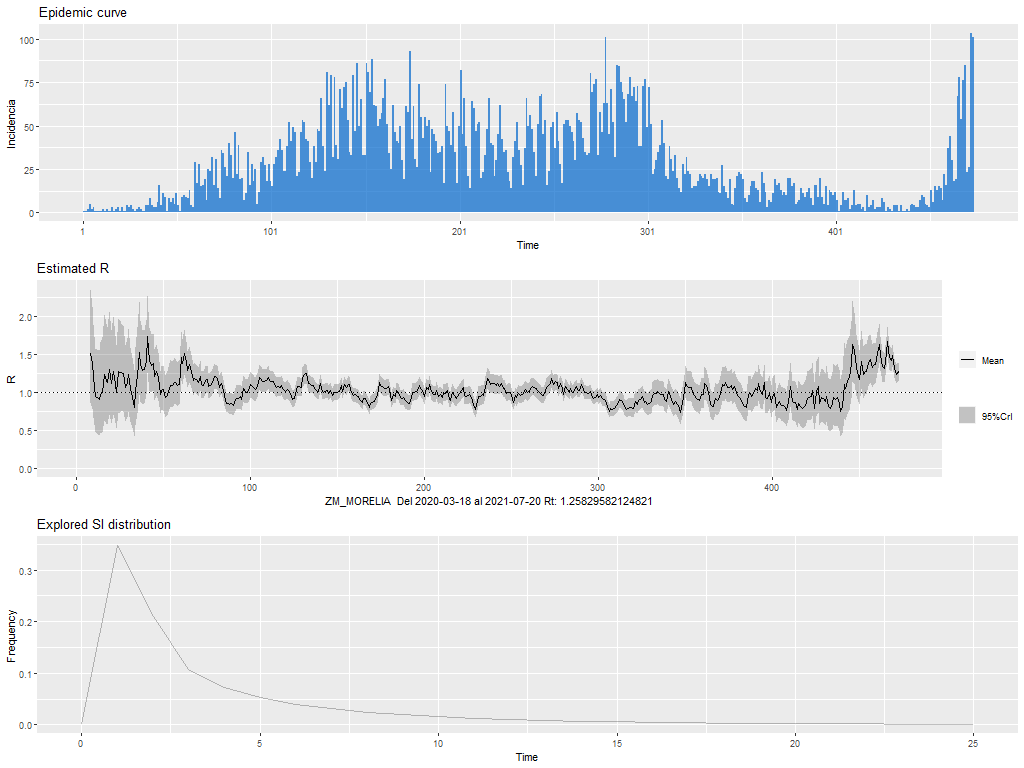 Epidemic curve
Incidencia
100
75
50
25
0
1
101
201
301
401
Time
Estimated R
R
2.0
1.5
1.0
0.5
0.0
0
100
200
300
400
ZM_MORELIA Del 2020-03-18 al 2021-07-20 Rt: 1.25829582124821
Mean
95%CrI
Explored SI distribution
Frequency
0.3
0.2
0.1
0.0
0
5
10
15
20
25
Time